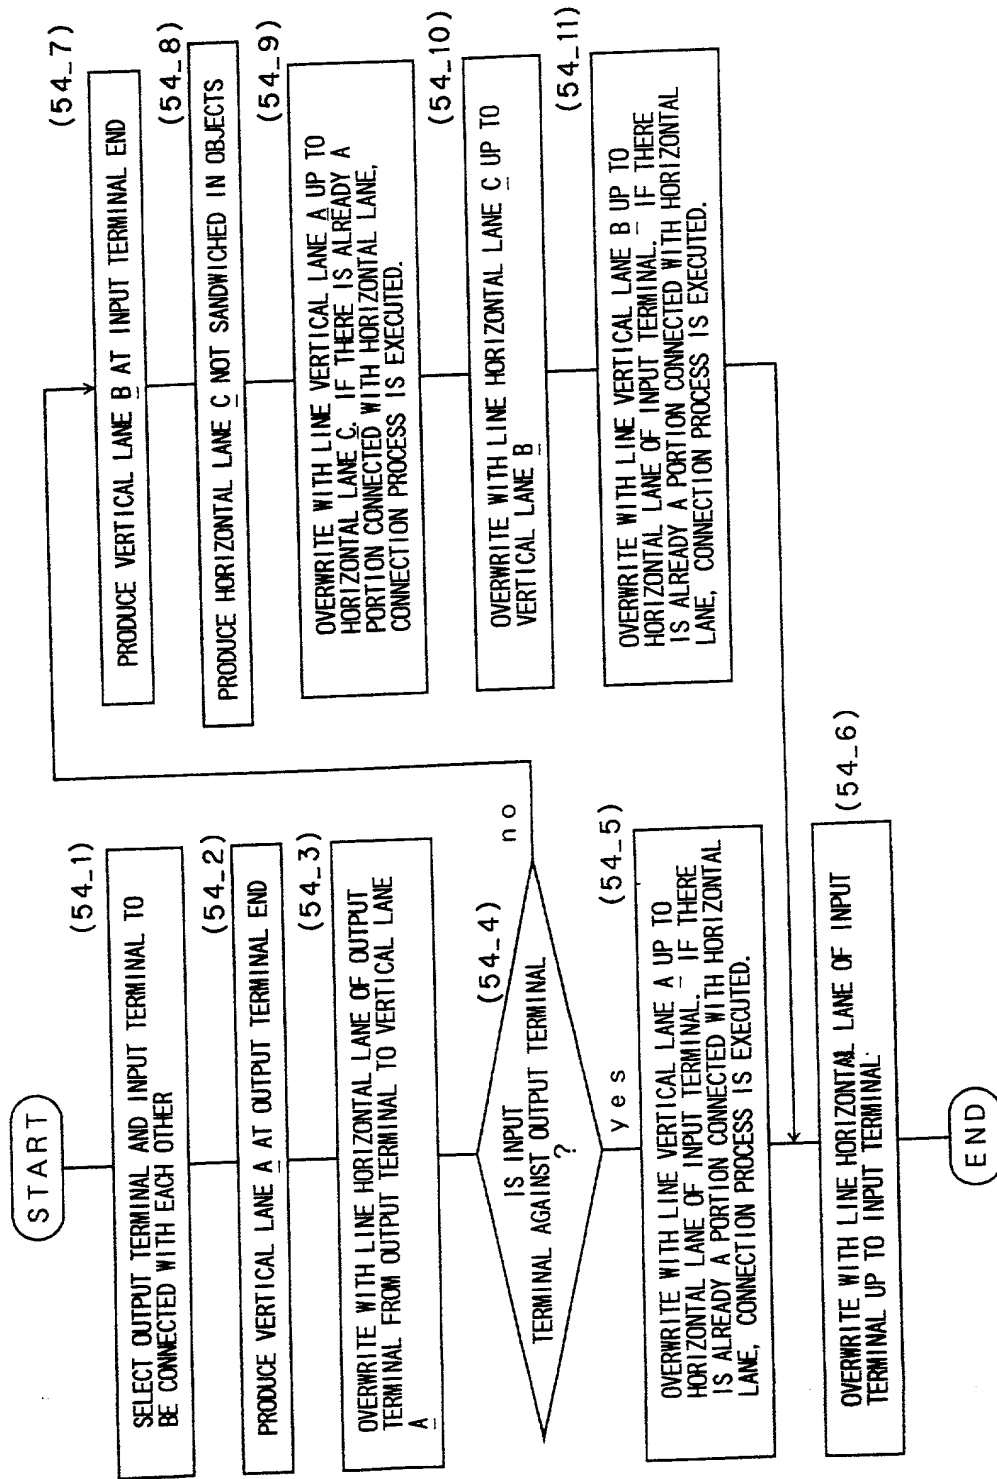 START
(54_1)
SELECT OUTPUT TERMINAL AND INPUT TERMINAL TO
BE CONNECTED WITH EACH OTHER
(54_2)
PRODUCE VERTICAL LANE A AT OUTPUT TERMINAL END
(54_3)
OVERWRITE WITH LINE HORIZONTAL LANE OF OUTPUT
TERMINAL FROM OUTPUT TERMINAL TO VERTICAL LANE
A
(54_4)
IS INPUT
TERMINAL AGAINST OUTPUT TERMINAL
?
no
yes
(54_5)
OVERWRITE WITH LINE VERTICAL LANE A UP TO
HORIZONTAL LANE OF INPUT TERMINAL. IF THERE
IS ALREADY A PORTION CONNECTED WITH HORIZONTAL
LANE, CONNECTION PROCESS IS EXECUTED.
(54_6)
OVERWRITE WITH LINE HORIZONTAL LANE OF INPUT
TERMINAL UP TO INPUT TERMINAL
END
(54_7)
PRODUCE VERTICAL LANE B AT INPUT TERMINAL END
(54_8)
PRODUCE HORIZONTAL LANE C NOT SANDWICHED IN OBJECTS
(54_9)
OVERWRITE WITH LINE VERTICAL LANE A UP TO
HORIZONTAL LANE C. IF THERE IS ALREADY A
PORTION CONNECTED WITH HORIZONTAL LANE,
CONNECTION PROCESS IS EXECUTED.
(54_10)
OVERWRITE WITH LINE HORIZONTAL LANE C UP TO
VERTICAL LANE B
(54_11)
OVERWRITE WITH LINE VERTICAL LANE B UP TO
HORIZONTAL LANE OF INPUT TERMINAL. IF THERE
IS ALREADY A PORTION CONNECTED WITH HORIZONTAL
LANE, CONNECTION PROCESS IS EXECUTED.